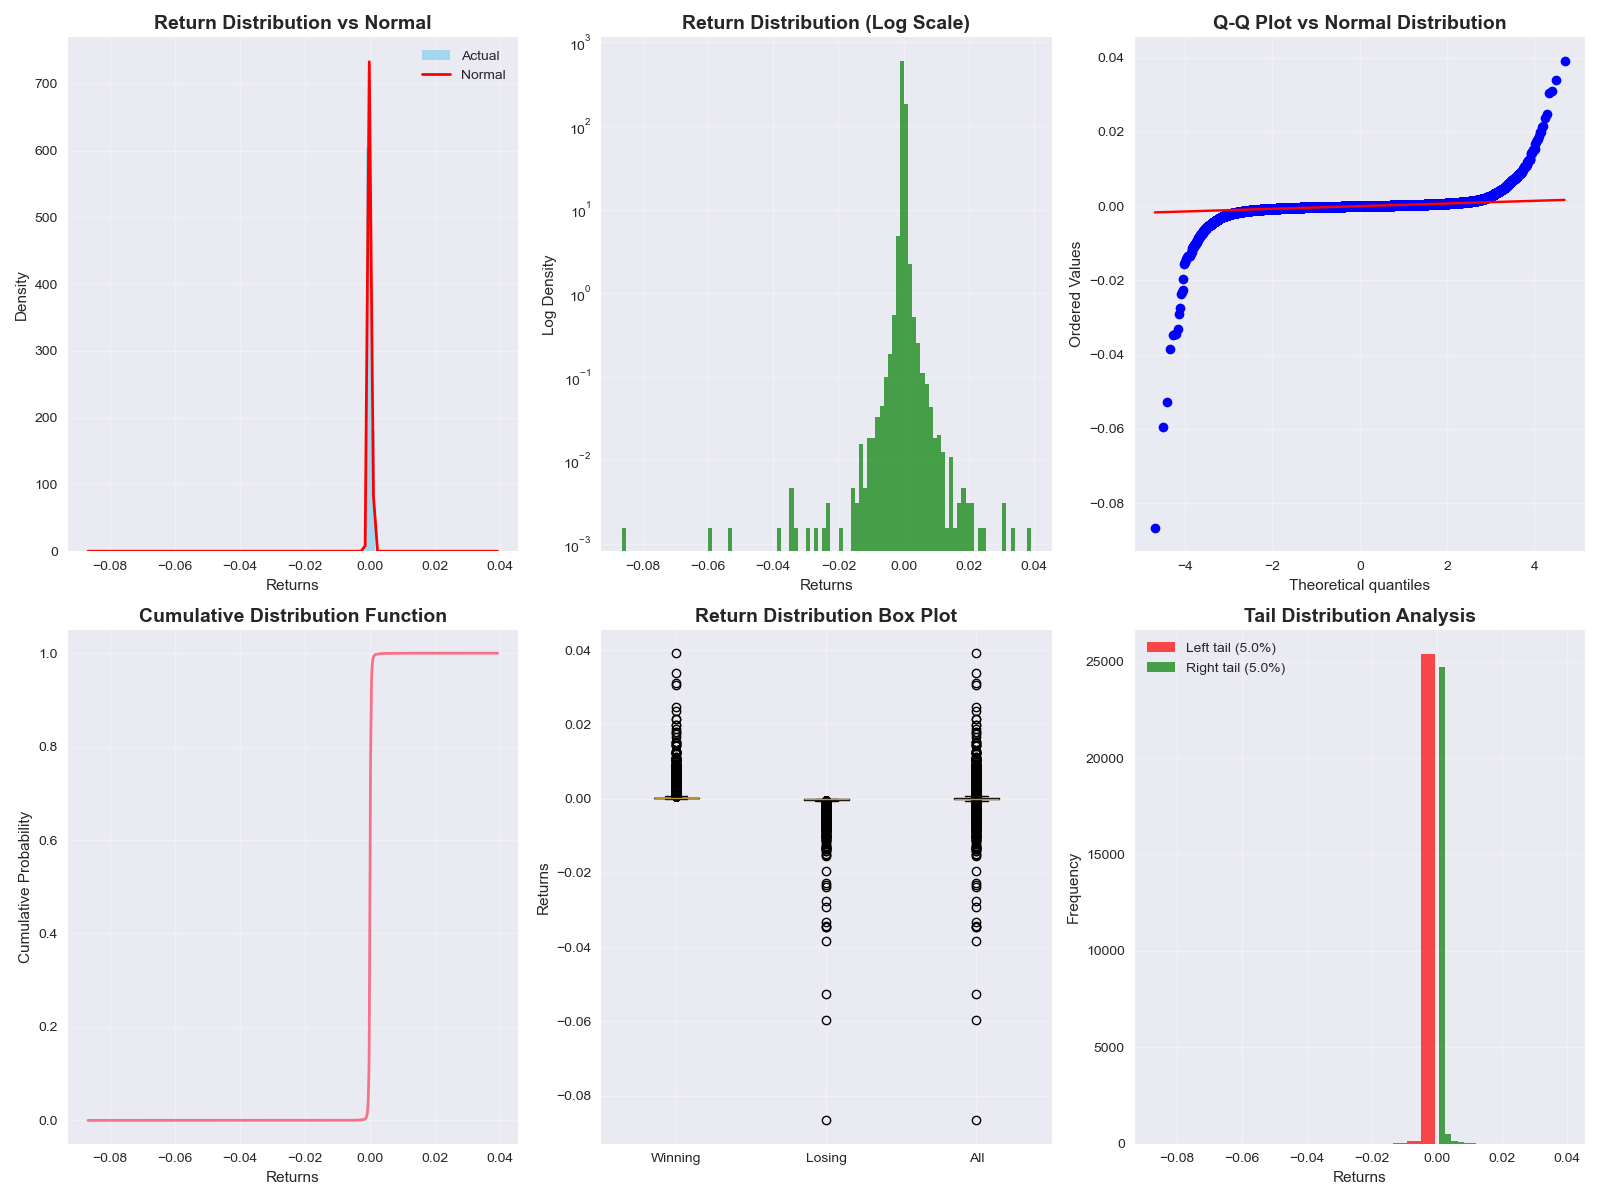 Return Distribution vs Normal
Actual
Normal
700
600
500
400
300
200
100
0
Density
−0.08 −0.06 −0.04 −0.02 0.00 0.02 0.04
Returns
Return Distribution (Log Scale)
10³
10²
10¹
10⁰
10⁻¹
10⁻²
10⁻³
Log Density
−0.08 −0.06 −0.04 −0.02 0.00 0.02 0.04
Returns
Q-Q Plot vs Normal Distribution
0.04
0.02
0.00
−0.02
−0.04
−0.06
−0.08
Ordered Values
−4 −2 0 2 4
Theoretical quantiles
Cumulative Distribution Function
1.0
0.8
0.6
0.4
0.2
0.0
Cumulative Probability
−0.08 −0.06 −0.04 −0.02 0.00 0.02 0.04
Returns
Return Distribution Box Plot
0.04
0.02
0.00
−0.02
−0.04
−0.06
−0.08
Returns
Winning Losing All
Tail Distribution Analysis
Left tail (5.0%)
Right tail (5.0%)
25000
20000
15000
10000
5000
0
Frequency
−0.08 −0.06 −0.04 −0.02 0.00 0.02 0.04
Returns